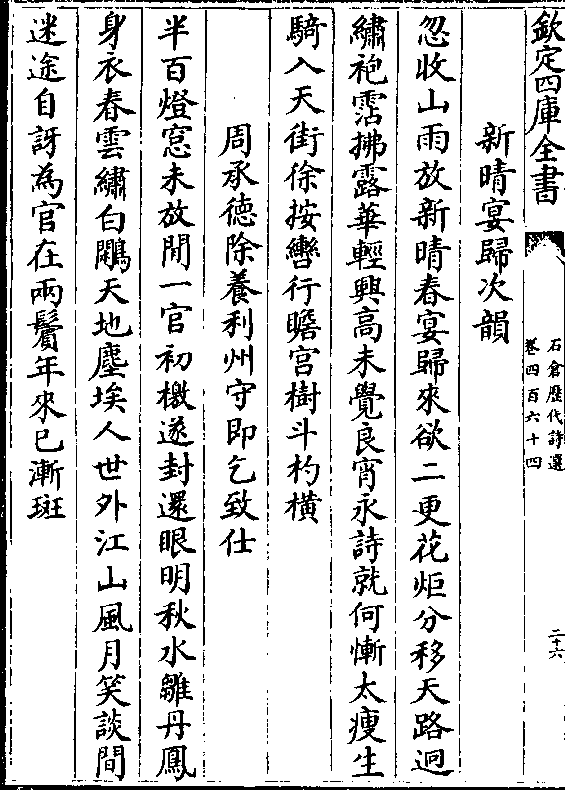 欽定四庫全書
石倉歷代詩選
卷四百六十四
二十六
新晴宴歸次韻
忽收山雨放新晴春宴歸來欲二更花炬分移天路迥
繡袍霑拂露華輕興高未覺良宵永詩就何慚太瘦生
騎入天街徐按轡行瞻宮樹斗杓橫
周承德除養利州守即乞致仕
半百燈窓未放閒一官初檄遂封還眼明秋水雛丹鳳
身衣春雲繡白鷴天地塵埃人世外江山風月笑談間
迷途自訝為官在兩鬢年來已漸斑